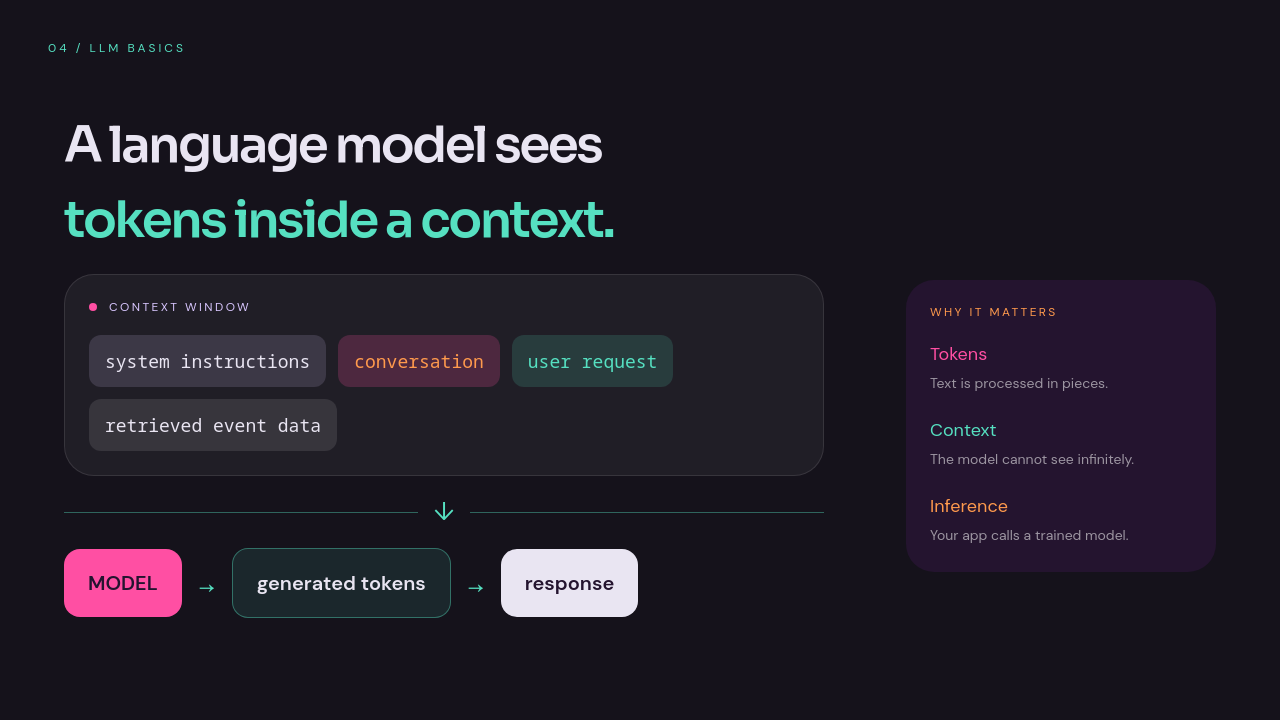 04 / LLM BASICS
A language model sees
tokens inside a context.
CONTEXT WINDOW
system instructions
conversation
user request
retrieved event data
↓
MODEL → generated tokens → response
WHY IT MATTERS
Tokens
Text is processed in pieces.
Context
The model cannot see infinitely.
Inference
Your app calls a trained model.